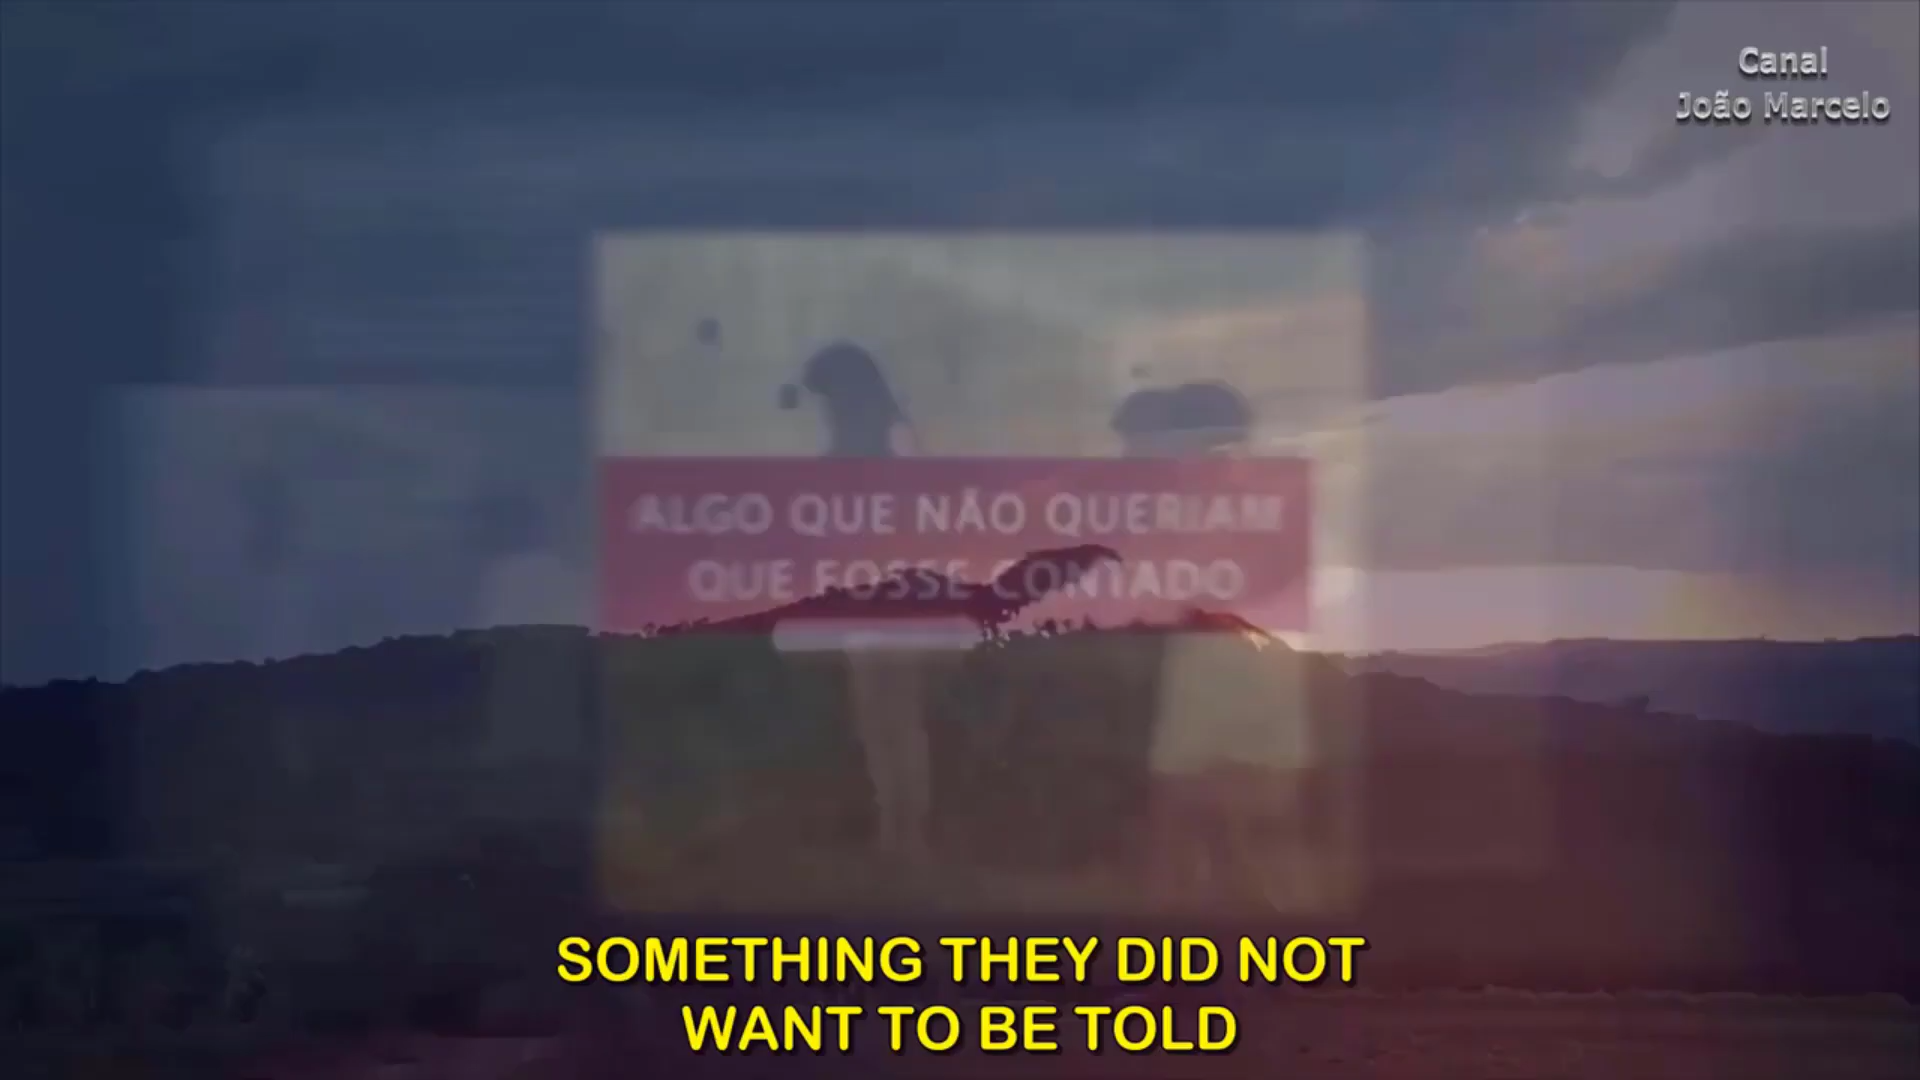 Canal
João Marcelo
ALGO QUE NÃO QUERIAM
QUE FOSSE CONTADO
SOMETHING THEY DID NOT
WANT TO BE TOLD